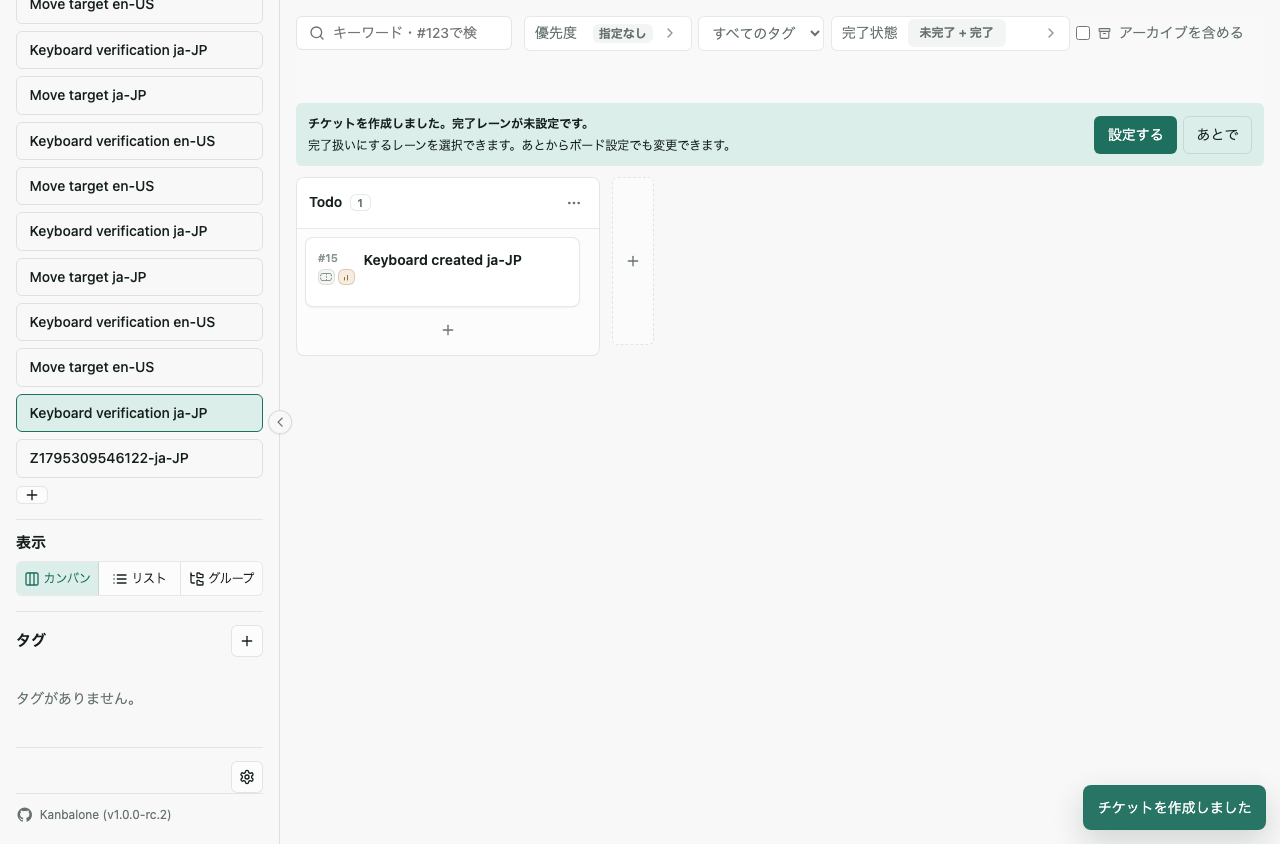 Move target en-US
Keyboard verification ja-JP
Move target ja-JP
Keyboard verification en-US
Move target en-US
Keyboard verification ja-JP
Move target ja-JP
Keyboard verification en-US
Move target en-US
Keyboard verification ja-JP
Z1795309546122-ja-JP
表示
カンバン リスト グループ
タグ
タグがありません。
Kanbalone (v1.0.0-rc.2)
キーワード・#123で検 優先度 指定なし すべてのタグ 完了状態 未完了 + 完了 アーカイブを含める
チケットを作成しました。完了レーンが未設定です。
完了扱いにするレーンを選択できます。あとからボード設定でも変更できます。
設定する あとで
Todo 1
#15 Keyboard created ja-JP
チケットを作成しました